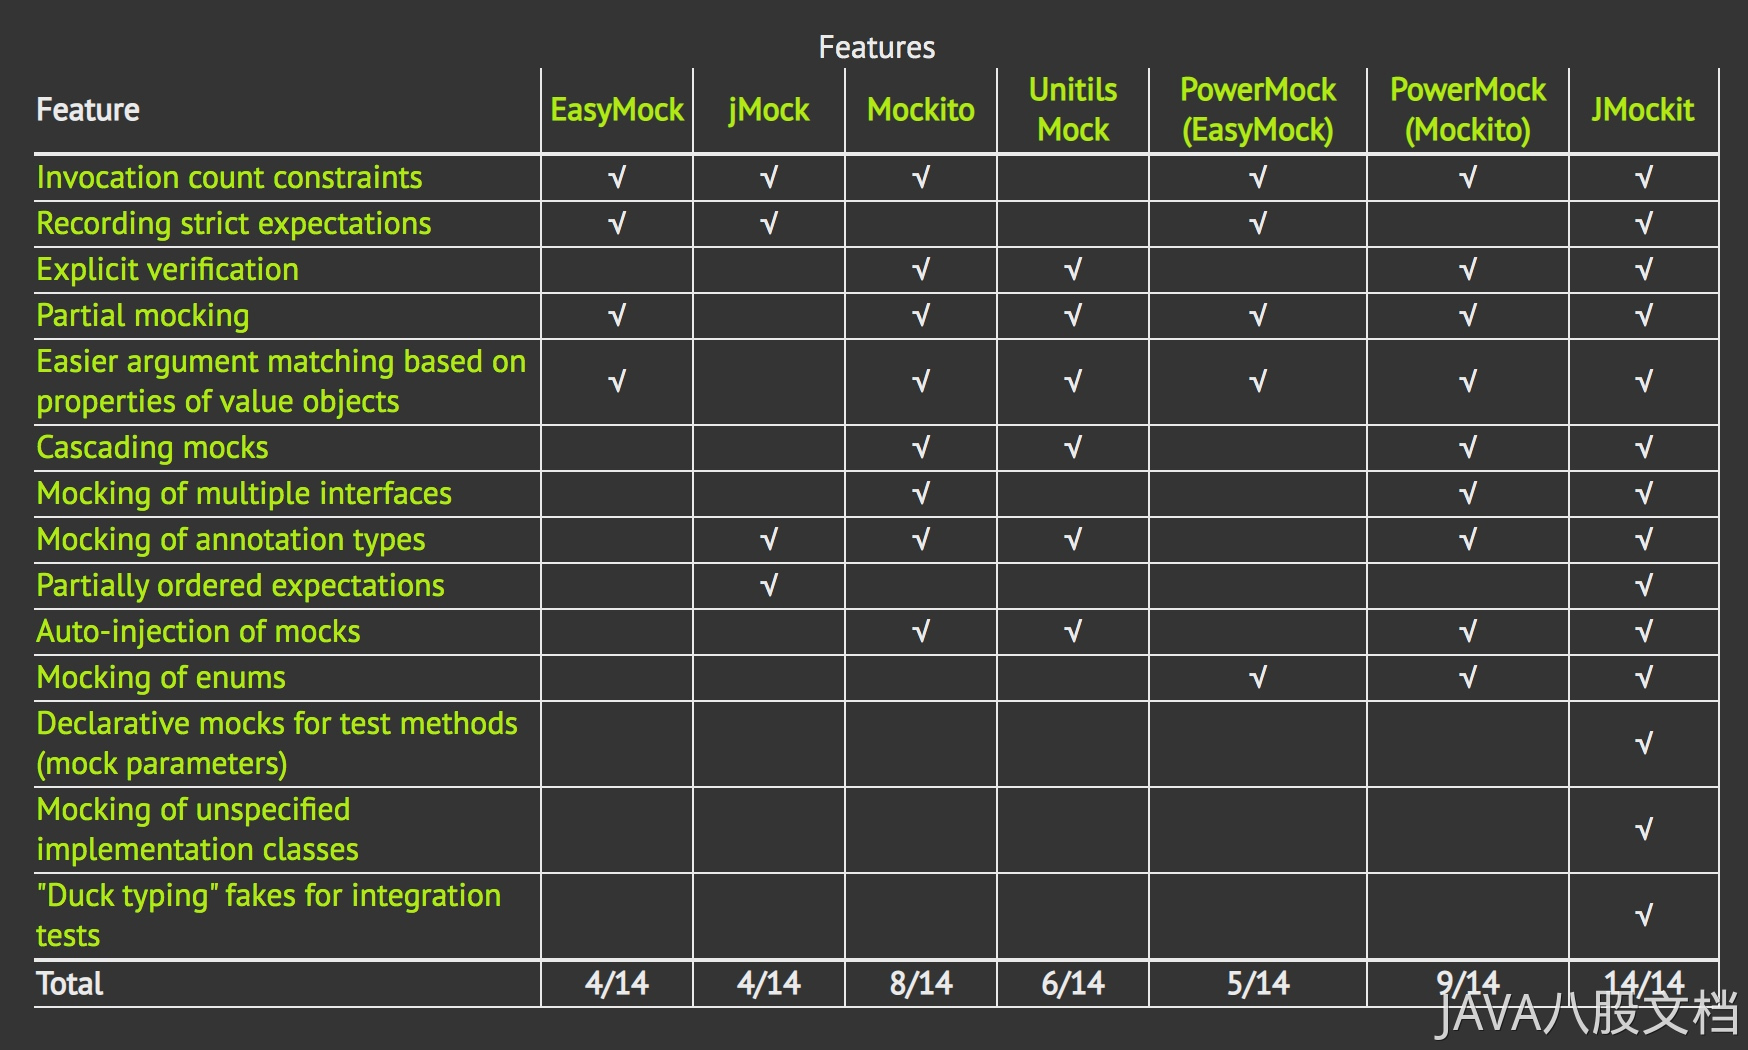 Features
Feature EasyMock jMock Mockito Unitils Mock PowerMock (EasyMock) PowerMock (Mockito) JMockit
Invocation count constraints √ √ √ √ √ √
Recording strict expectations √ √ √ √
Explicit verification √ √ √ √
Partial mocking √ √ √ √ √ √
Easier argument matching based on
properties of value objects √ √ √ √ √ √
Cascading mocks √ √ √ √
Mocking of multiple interfaces √ √ √
Mocking of annotation types √ √ √ √ √
Partially ordered expectations √ √
Auto-injection of mocks √ √ √ √
Mocking of enums √ √ √
Declarative mocks for test methods
(mock parameters) √
Mocking of unspecified
implementation classes √
"Duck typing" fakes for integration
tests √
Total 4/14 4/14 8/14 6/14 5/14 9/14 14/14
JAVA八股文档